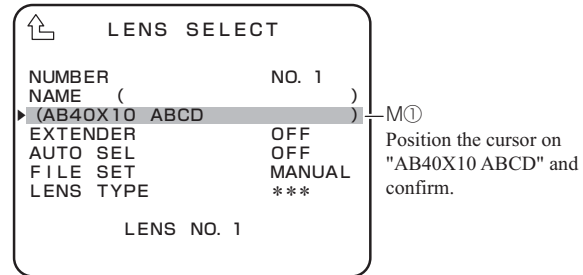 LENS SELECT
NUMBER NO. 1
NAME ( )
(AB40X10 ABCD )
EXTENDER OFF
AUTO SEL OFF
FILE SET MANUAL
LENS TYPE ***
LENS NO. 1
M①
Position the cursor on
"AB40X10 ABCD" and
confirm.